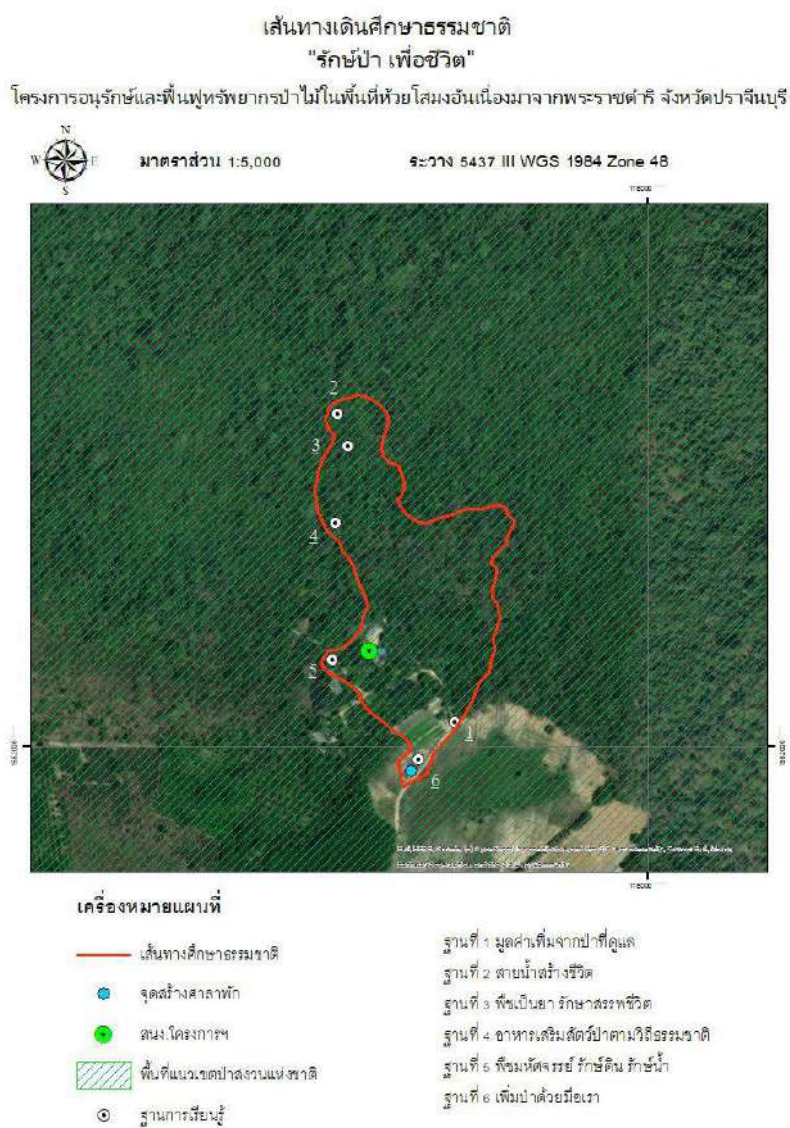 เส้นทางเดินศึกษาธรรมชาติ
"รักษ์ป่า เพื่อชีวิต"
โครงการอนุรักษ์และฟื้นฟูทรัพยากรป่าไม้ในพื้นที่ห้วยโสมงอันเนื่องมาจากพระราชดำริ จังหวัดปราจีนบุรี
N
W E
S
มาตราส่วน 1:5,000 ระวาง 5437 III WGS 1984 Zone 48
2
3
4
5
1
6
เครื่องหมายแผนที่
เส้นทางศึกษาธรรมชาติ
จุดสร้างศาลาพัก
สนง.โครงการฯ
พื้นที่แนวเขตป่าสงวนแห่งชาติ
ฐานการเรียนรู้
ฐานที่ 1 มูลค่าเพิ่มจากป่าที่ดูแล
ฐานที่ 2 สายน้ำสร้างชีวิต
ฐานที่ 3 พืชเป็นยา รักษาสรรพชีวิต
ฐานที่ 4 อาหารเสริมสัตว์ป่าตามวิถีธรรมชาติ
ฐานที่ 5 พืชมหัศจรรย์ รักษ์ดิน รักษ์น้ำ
ฐานที่ 6 เพิ่มป่าด้วยมือเรา